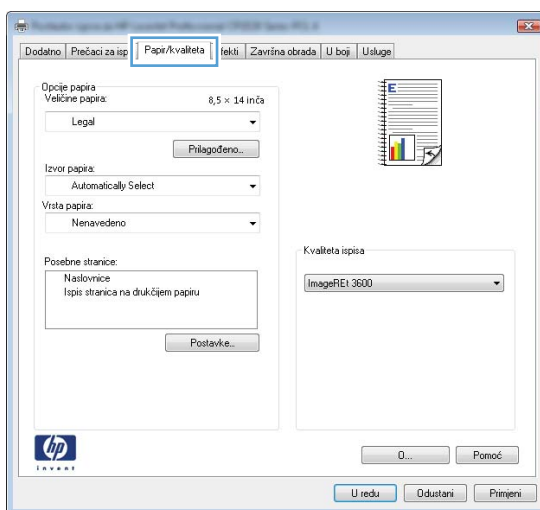 Dodatno Prečaci za isp Papir/kvaliteta fekti Završna obrada U boji Usluge
Opcije papira
Veličine papira: 8,5 × 14 inča
Legal
Prilagođeno...
Izvor papira:
Automatically Select
Vrsta papira:
Nenavedeno
Posebne stranice:
Naslovnice
Ispis stranica na drukčijem papiru
Postavke...
E
Kvaliteta ispisa
ImageREt 3600
hp
invent
O... Pomoć
U redu Odustani Primjeni